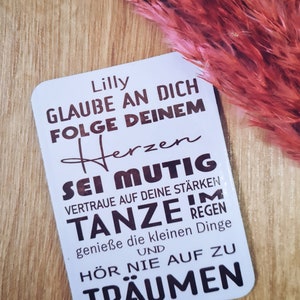 Lilly
GLAUBE AN DICH
FOLGE DEINEM
Herzen
SEI MUTIG
VERTRAUE AUF DEINE STÄRKEN
TANZE IM REGEN
genieße die kleinen Dinge
UND
HÖR NIE AUF ZU
TRÄUMEN